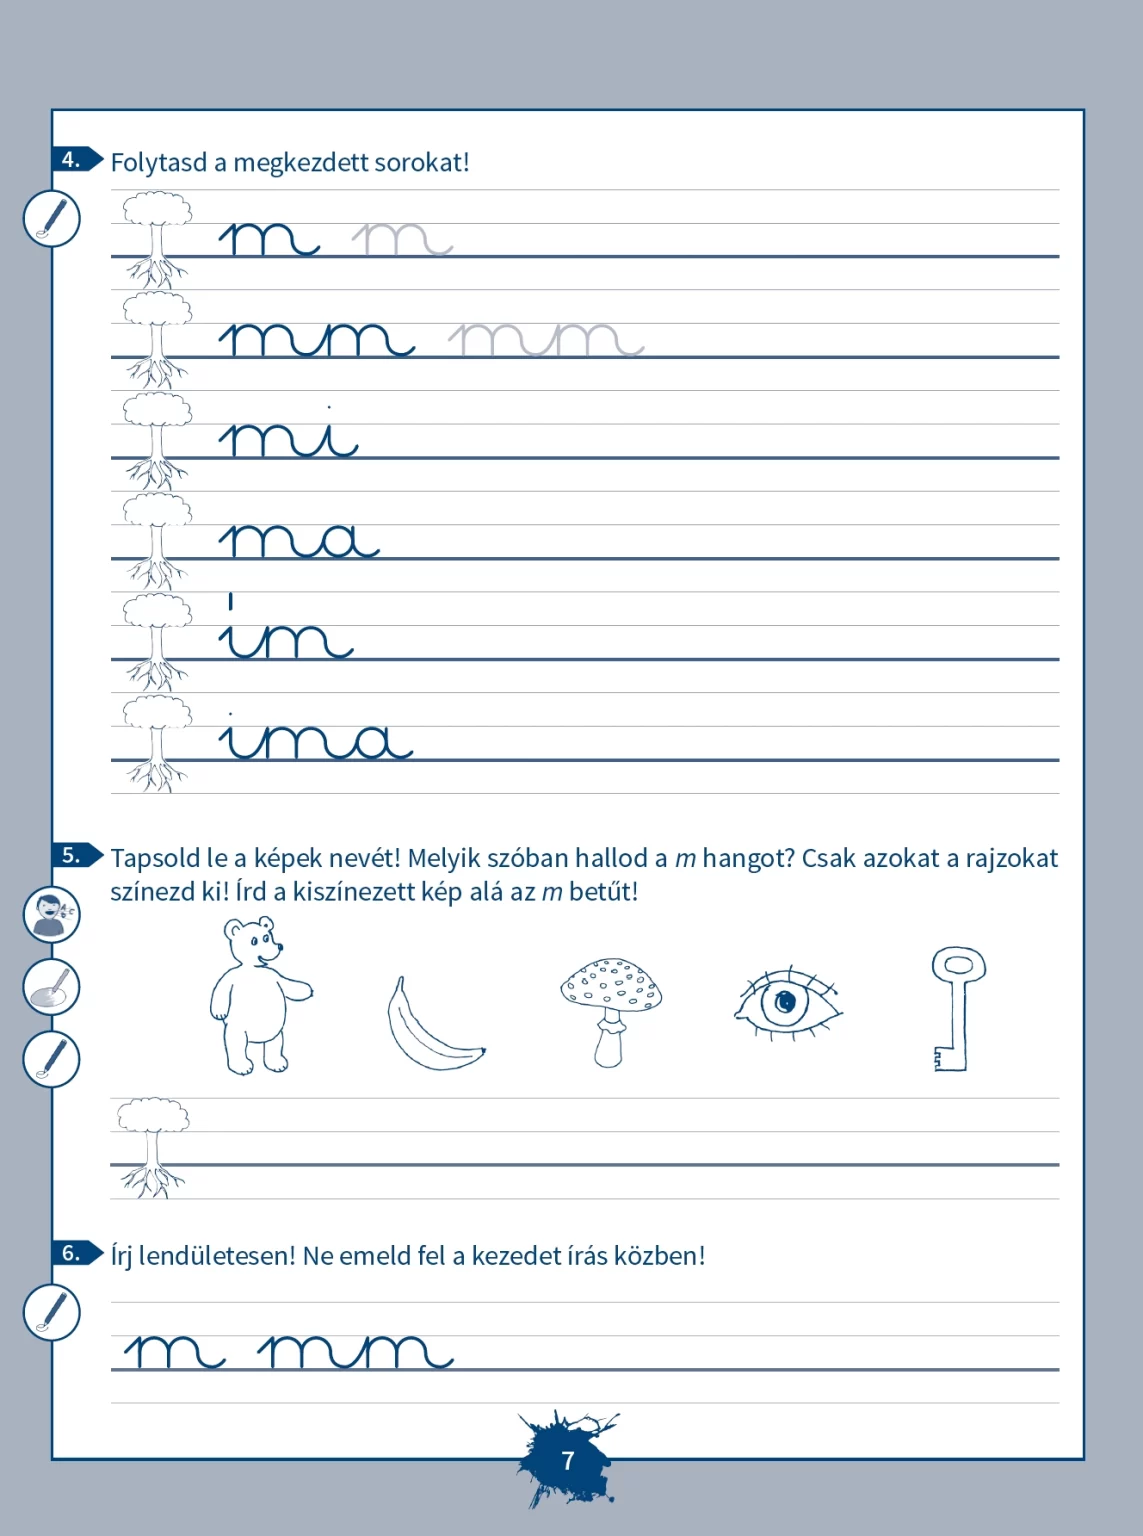 4. Folytasd a megkezdett sorokat!
m m
mm mm
mi
ma
ím
ima
5. Tapsold le a képek nevét! Melyik szóban hallod a m hangot? Csak azokat a rajzokat
színezd ki! Írd a kiszínezett kép alá az m betűt!
6. Írj lendületesen! Ne emeld fel a kezedet írás közben!
m mm
7